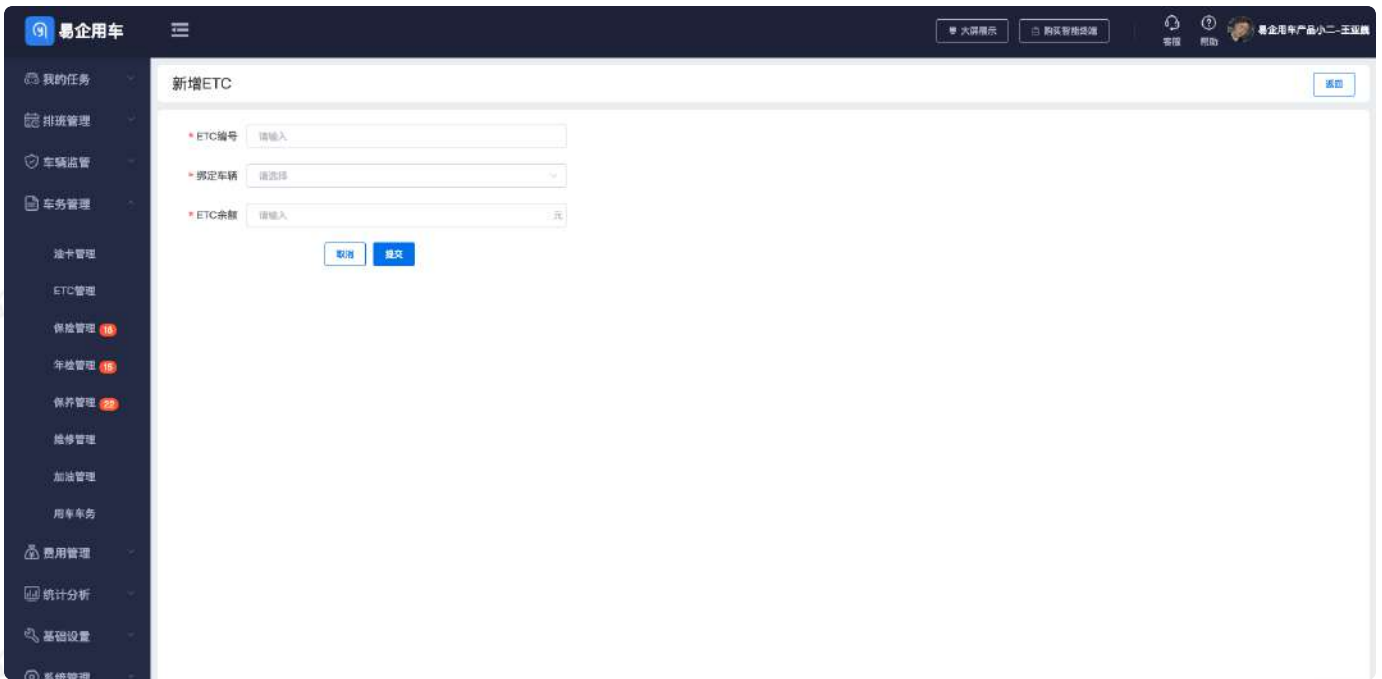 易企用车
大屏展示
购买智能终端
客服
帮助
易企用车产品小二-王亚巍
我的任务
排班管理
车辆监管
车务管理
油卡管理
ETC管理
保险管理 16
年检管理 15
保养管理 22
维修管理
加油管理
用车车务
费用管理
统计分析
基础设置
系统管理
新增ETC
返回
* ETC编号 请输入
* 绑定车辆 请选择
* ETC余额 请输入 元
取消 提交